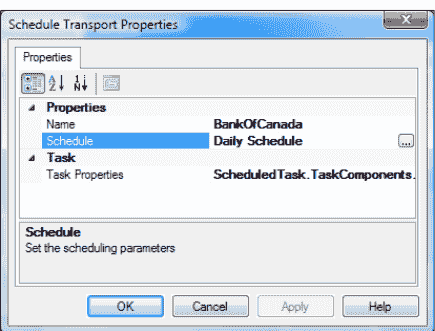 Schedule Transport Properties
Properties
Properties
Name BankOfCanada
Schedule Daily Schedule ...
Task
Task Properties ScheduledTask.TaskComponents.
Schedule
Set the scheduling parameters
OK Cancel Apply Help